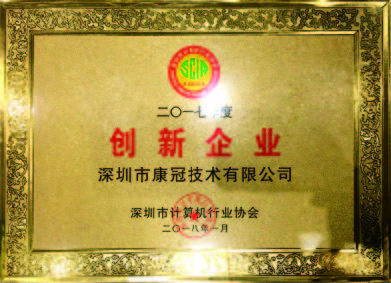 SCIA
二〇一七年度
创新企业
深圳市康冠技术有限公司
深圳市计算机行业协会
二〇一八年一月